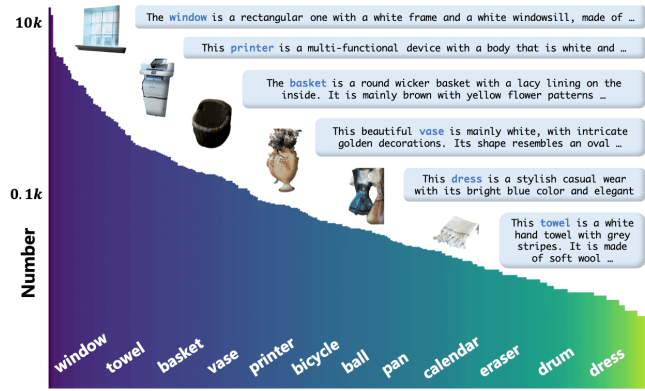 10k
The window is a rectangular one with a white frame and a white windowsill, made of …
This printer is a multi-functional device with a body that is white and …
The basket is a round wicker basket with a lacy lining on the
inside. It is mainly brown with yellow flower patterns …
This beautiful vase is mainly white, with intricate
golden decorations. Its shape resembles an oval …
0.1k
This dress is a stylish casual wear
with its bright blue color and elegant
This towel is a white
hand towel with grey
stripes. It is made
of soft wool …
Number
window
towel
basket
vase
printer
bicycle
ball
pan
calendar
eraser
drum
dress